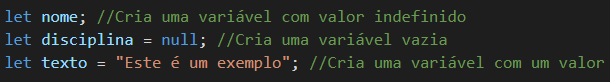 let nome; //Cria uma variável com valor indefinido
let disciplina = null; //Cria uma variável vazia
let texto = "Este é um exemplo"; //Cria uma variável com um valor